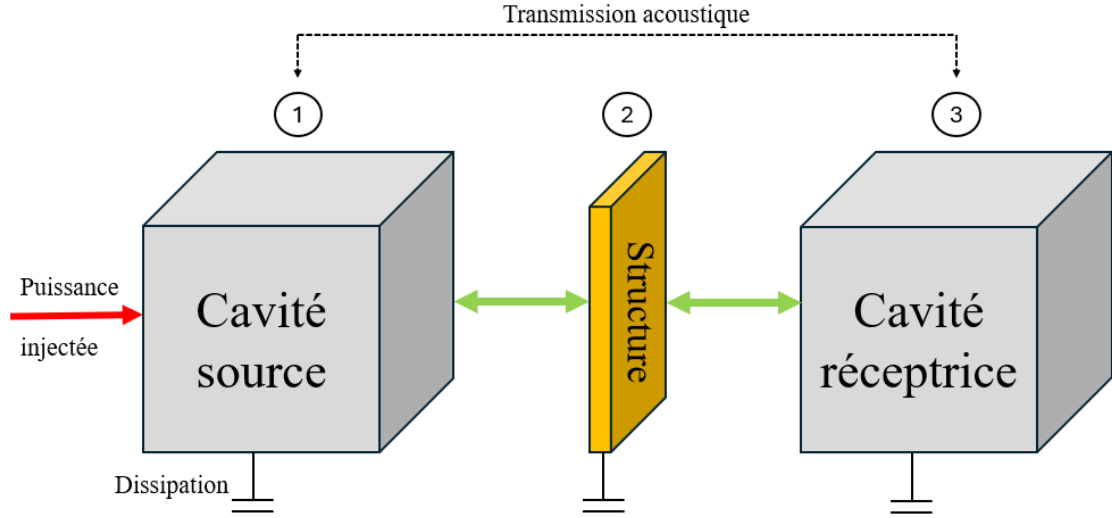 Transmission acoustique
1
2
3
Puissance
injectée
Cavité
source
Structure
Cavité
réceptrice
Dissipation